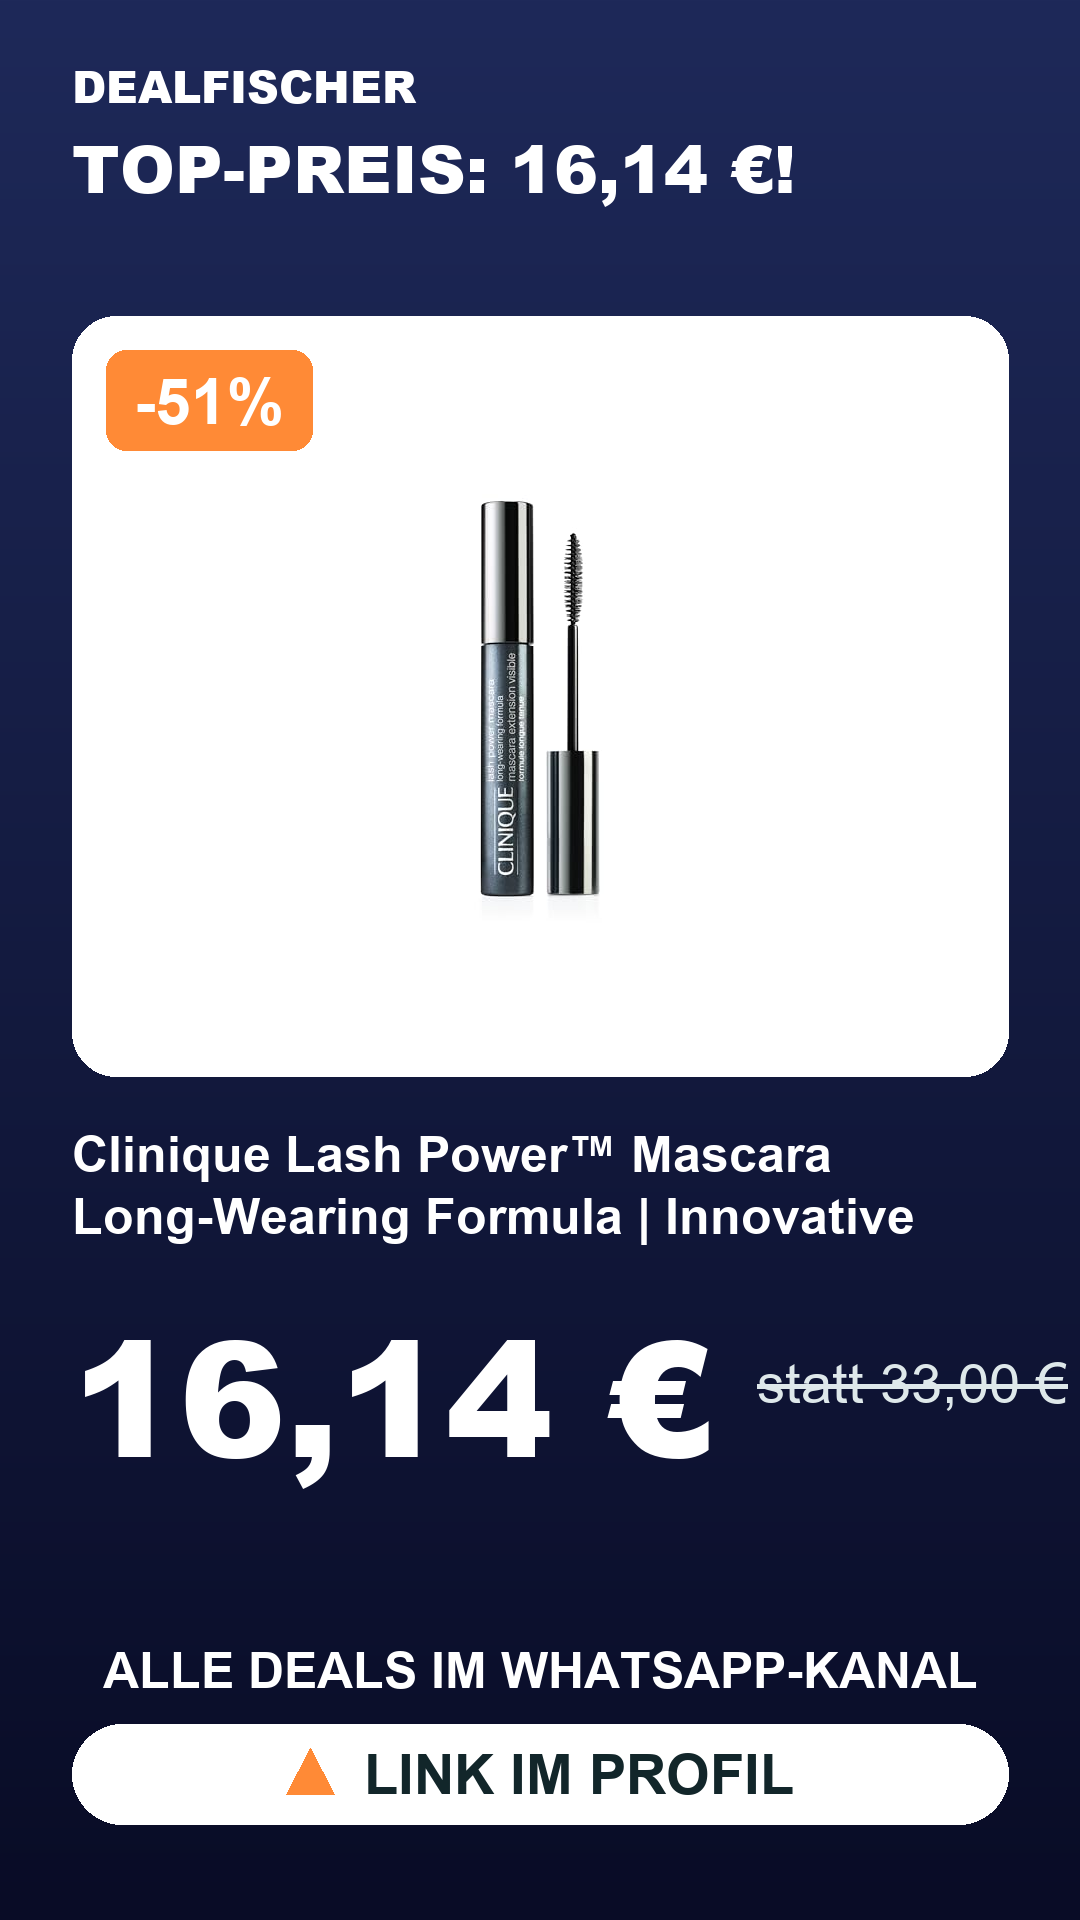 DEALFISCHER
TOP-PREIS: 16,14 €!
-51%
lash power mascara
long-wearing formula
mascara extension visible
formule longue tenue
CLINIQUE
Clinique Lash Power™ Mascara
Long-Wearing Formula | Innovative
16,14 €
statt 33,00 €
ALLE DEALS IM WHATSAPP-KANAL
LINK IM PROFIL